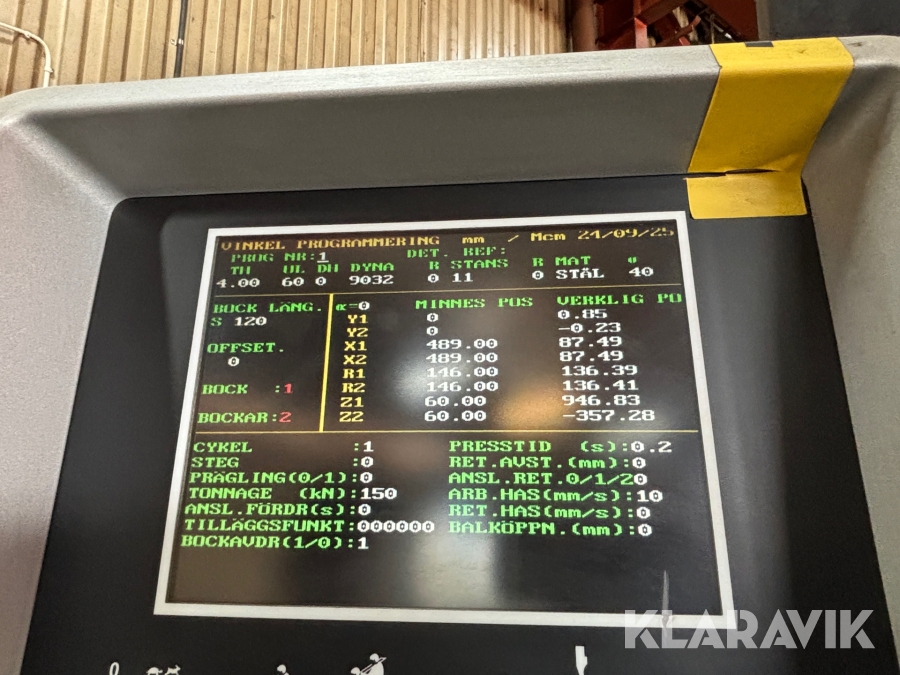 VINKEL PROGRAMMERING mm / Mem 24/09/25
PROG NR:1 DET. REF:
TH UL DH DYNA R STANS R MAT σ
4.00 60 0 9032 0 11 0 STÅL 40
BOCK LÄNG. α=0 MINNES POS VERKLIG PO
S 120 Y1 0 0.85
Y2 0 -0.23
OFFSET. X1 489.00 87.49
0 X2 489.00 87.49
R1 146.00 136.39
BOCK :1 R2 146.00 136.41
Z1 60.00 946.83
BOCKAR:2 Z2 60.00 -357.28
CYKEL :1 PRESSTID (s):0.2
STEG :0 RET.AVST.(mm):0
PRÄGLING(0/1):0 ANSL.RET.0/1/20
TONNAGE (kN):150 ARB.HAS(mm/s):10
ANSL.FÖRDR(s):0 RET.HAS(mm/s):0
TILLÄGGSFUNKT:000000 BALKÖPPN.(mm):0
BOCKAVDR(1/0):1
KLARAVIK